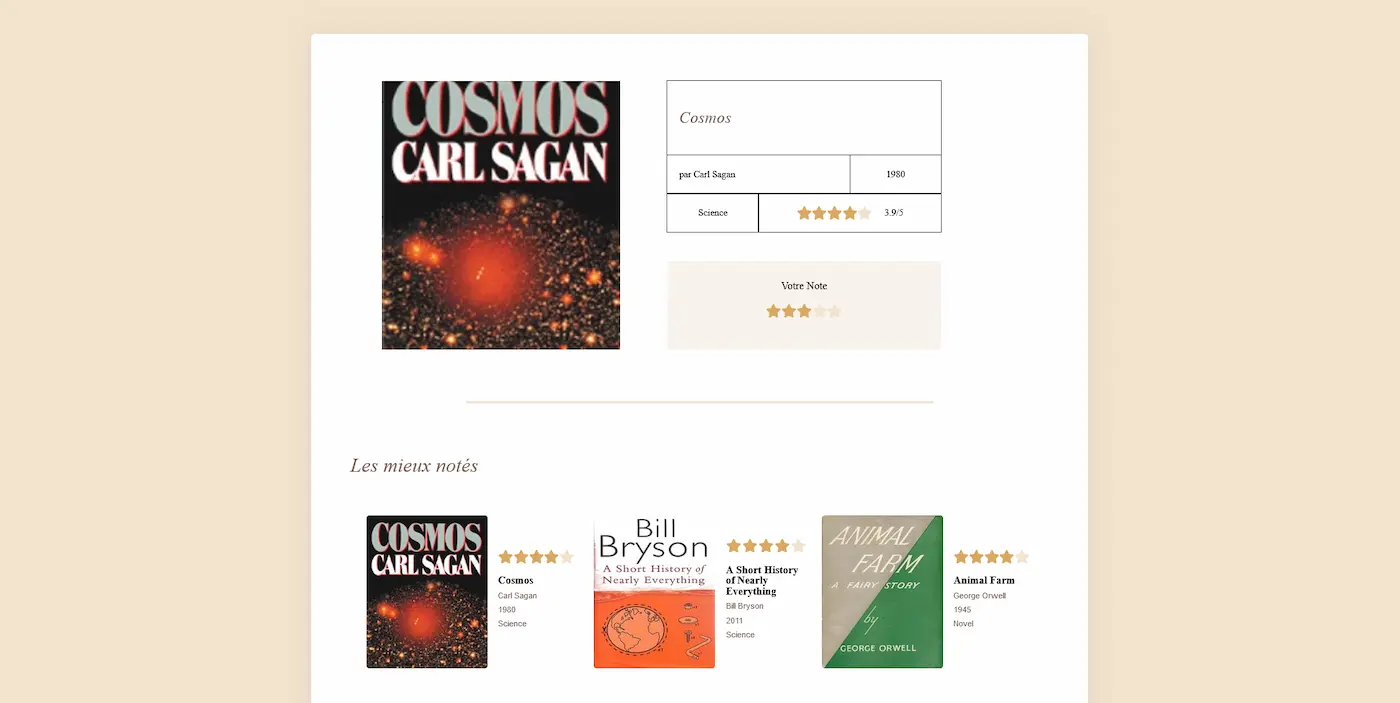 COSMOS
CARL SAGAN
Cosmos
par Carl Sagan
1980
Science
3.9/5
Votre Note
Les mieux notés
COSMOS
CARL SAGAN
Cosmos
Carl Sagan
1980
Science
Bill
Bryson
A Short History of
Nearly Everything
A Short History
of Nearly
Everything
Bill Bryson
2011
Science
ANIMAL
FARM
A FAIRY STORY
by
GEORGE ORWELL
Animal Farm
George Orwell
1945
Novel